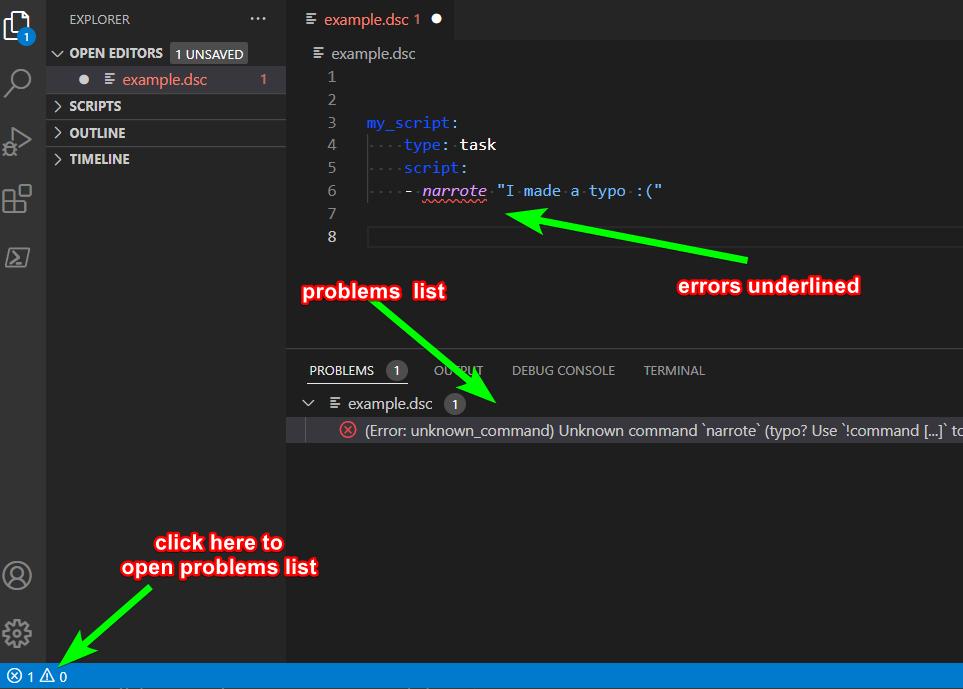 EXPLORER ...
1
OPEN EDITORS 1 UNSAVED
example.dsc 1
SCRIPTS
OUTLINE
TIMELINE
example.dsc 1
example.dsc
1
2
3 my_script:
4 ····type:·task
5 ····script:
6 ····-·narrote·"I·made·a·typo·:("
7
8
errors underlined
problems list
PROBLEMS 1 OUTPUT DEBUG CONSOLE TERMINAL
example.dsc 1
(Error: unknown_command) Unknown command `narrote` (typo? Use `!command [...]` to
click here to
open problems list
1 0